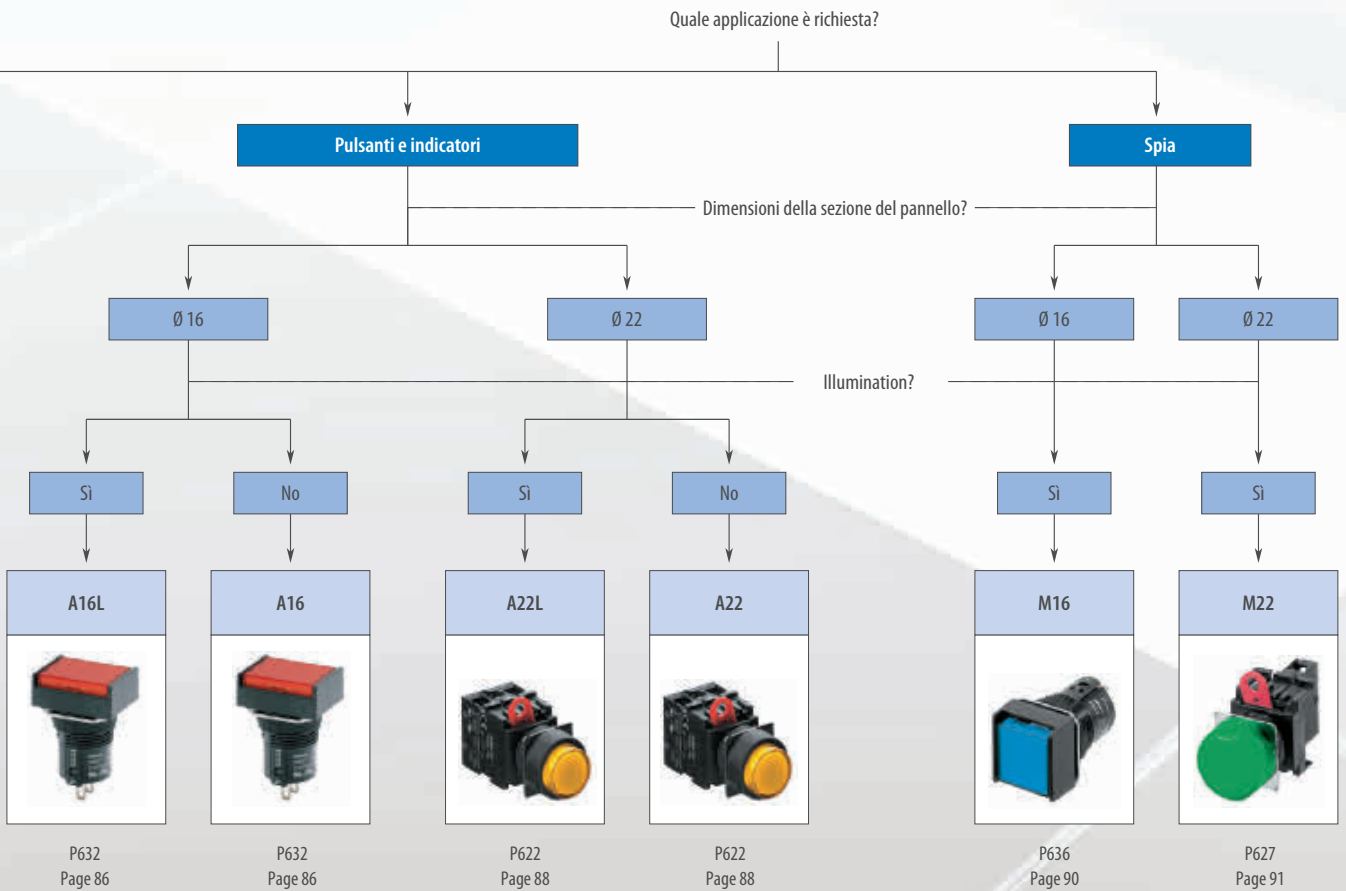 Quale applicazione è richiesta?
Pulsanti e indicatori
Spia
Dimensioni della sezione del pannello?
Ø 16
Ø 22
Ø 16
Ø 22
Illumination?
Sì
No
Sì
No
Sì
Sì
A16L
A16
A22L
A22
M16
M22
P632
Page 86
P632
Page 86
P622
Page 88
P622
Page 88
P636
Page 90
P627
Page 91